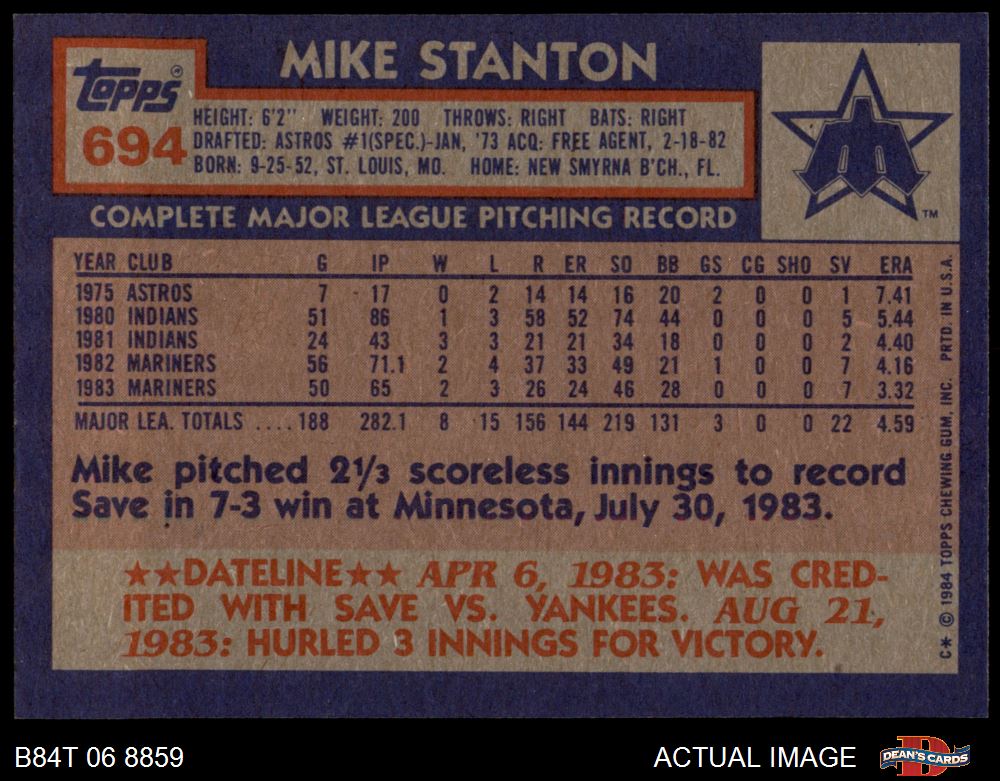 MIKE STANTON
Topps®
694
HEIGHT: 6'2" WEIGHT: 200 THROWS: RIGHT BATS: RIGHT
DRAFTED: ASTROS #1(SPEC.)-JAN, '73 ACQ: FREE AGENT, 2-18-82
BORN: 9-25-52, ST. LOUIS, MO. HOME: NEW SMYRNA B'CH., FL.
TM
COMPLETE MAJOR LEAGUE PITCHING RECORD
YEAR CLUB G IP W L R ER SO BB GS CG SHO SV ERA
1975 ASTROS 7 17 0 2 14 14 16 20 2 0 0 1 7.41
1980 INDIANS 51 86 1 3 58 52 74 44 0 0 0 5 5.44
1981 INDIANS 24 43 3 3 21 21 34 18 0 0 0 2 4.40
1982 MARINERS 56 71.1 2 4 37 33 49 21 1 0 0 7 4.16
1983 MARINERS 50 65 2 3 26 24 46 28 0 0 0 7 3.32
MAJOR LEA. TOTALS ....188 282.1 8 15 156 144 219 131 3 0 0 22 4.59
Mike pitched 2⅓ scoreless innings to record
Save in 7-3 win at Minnesota, July 30, 1983.
★★DATELINE★★ APR 6, 1983: WAS CRED-
ITED WITH SAVE VS. YANKEES. AUG 21,
1983: HURLED 3 INNINGS FOR VICTORY.
C* © 1984 TOPPS CHEWING GUM, INC. PRTD. IN U.S.A.
B84T 06 8859
ACTUAL IMAGE
DEAN'S CARDS